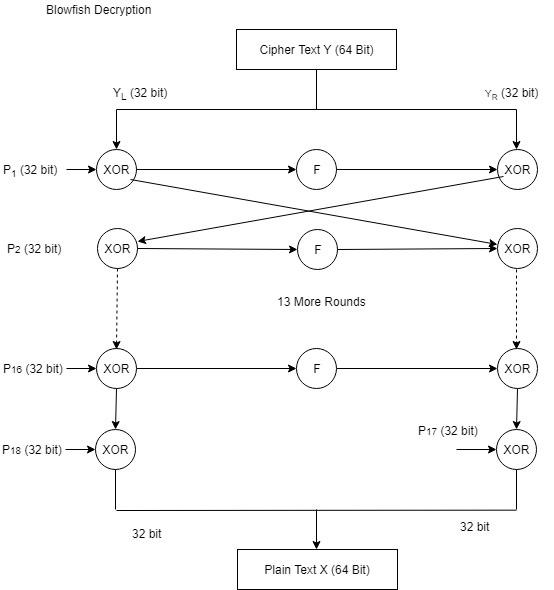 Blowfish Decryption
Cipher Text Y (64 Bit)
YL (32 bit)
YR (32 bit)
P1 (32 bit)
XOR
F
XOR
P2 (32 bit)
XOR
F
XOR
13 More Rounds
P16 (32 bit)
XOR
F
XOR
P17 (32 bit)
P18 (32 bit)
XOR
XOR
32 bit
32 bit
Plain Text X (64 Bit)